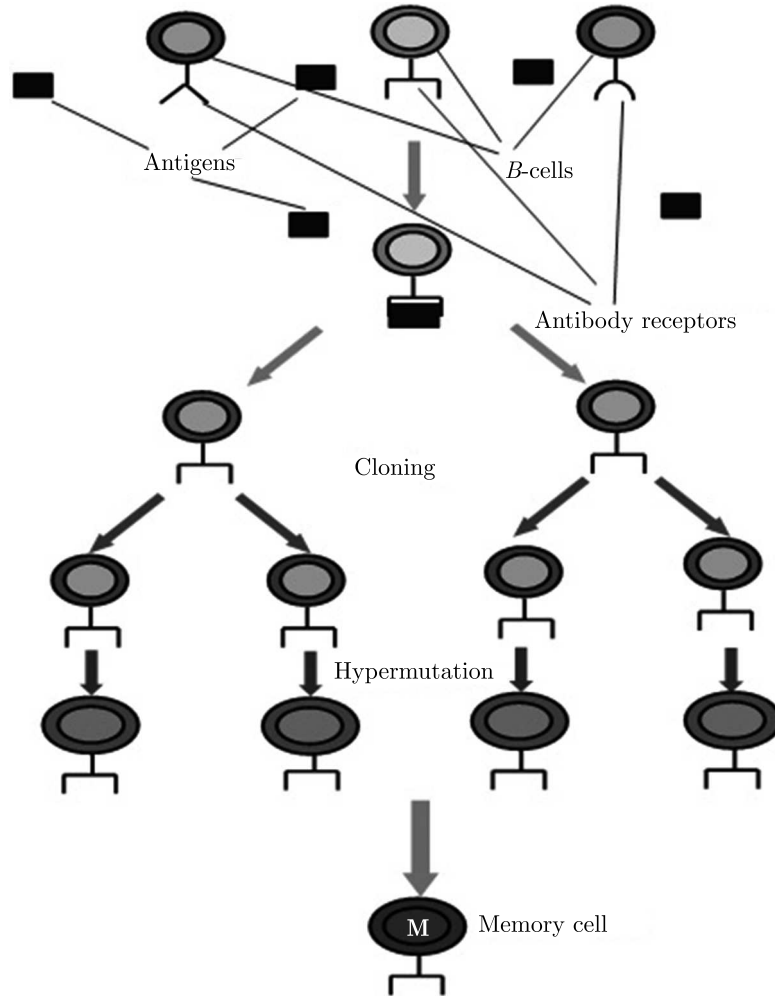 Antigens
B-cells
Antibody receptors
Cloning
Hypermutation
M
Memory cell